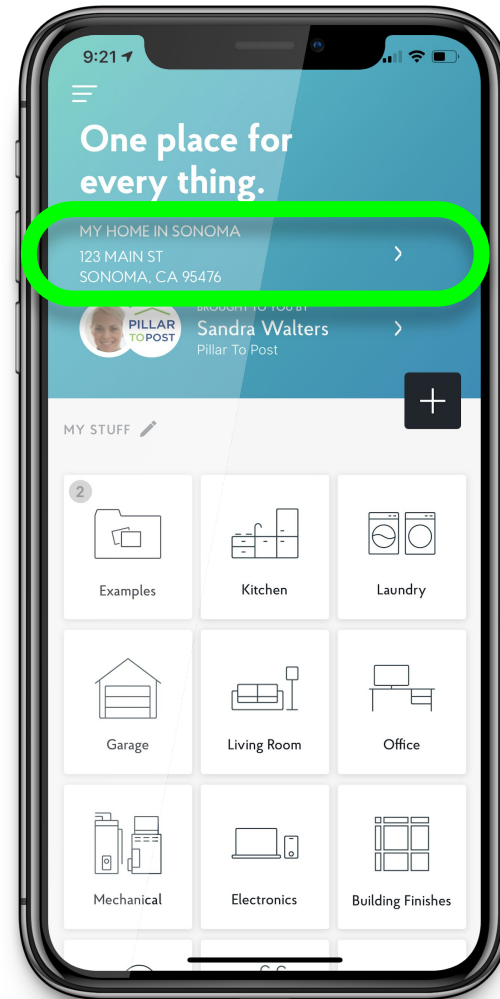 9:21
One place for
every thing.
MY HOME IN SONOMA
123 MAIN ST
SONOMA, CA 95476
BROUGHT TO YOU BY
PILLAR
TO POST
Sandra Walters
Pillar To Post
MY STUFF
2
Examples
Kitchen
Laundry
Garage
Living Room
Office
Mechanical
Electronics
Building Finishes